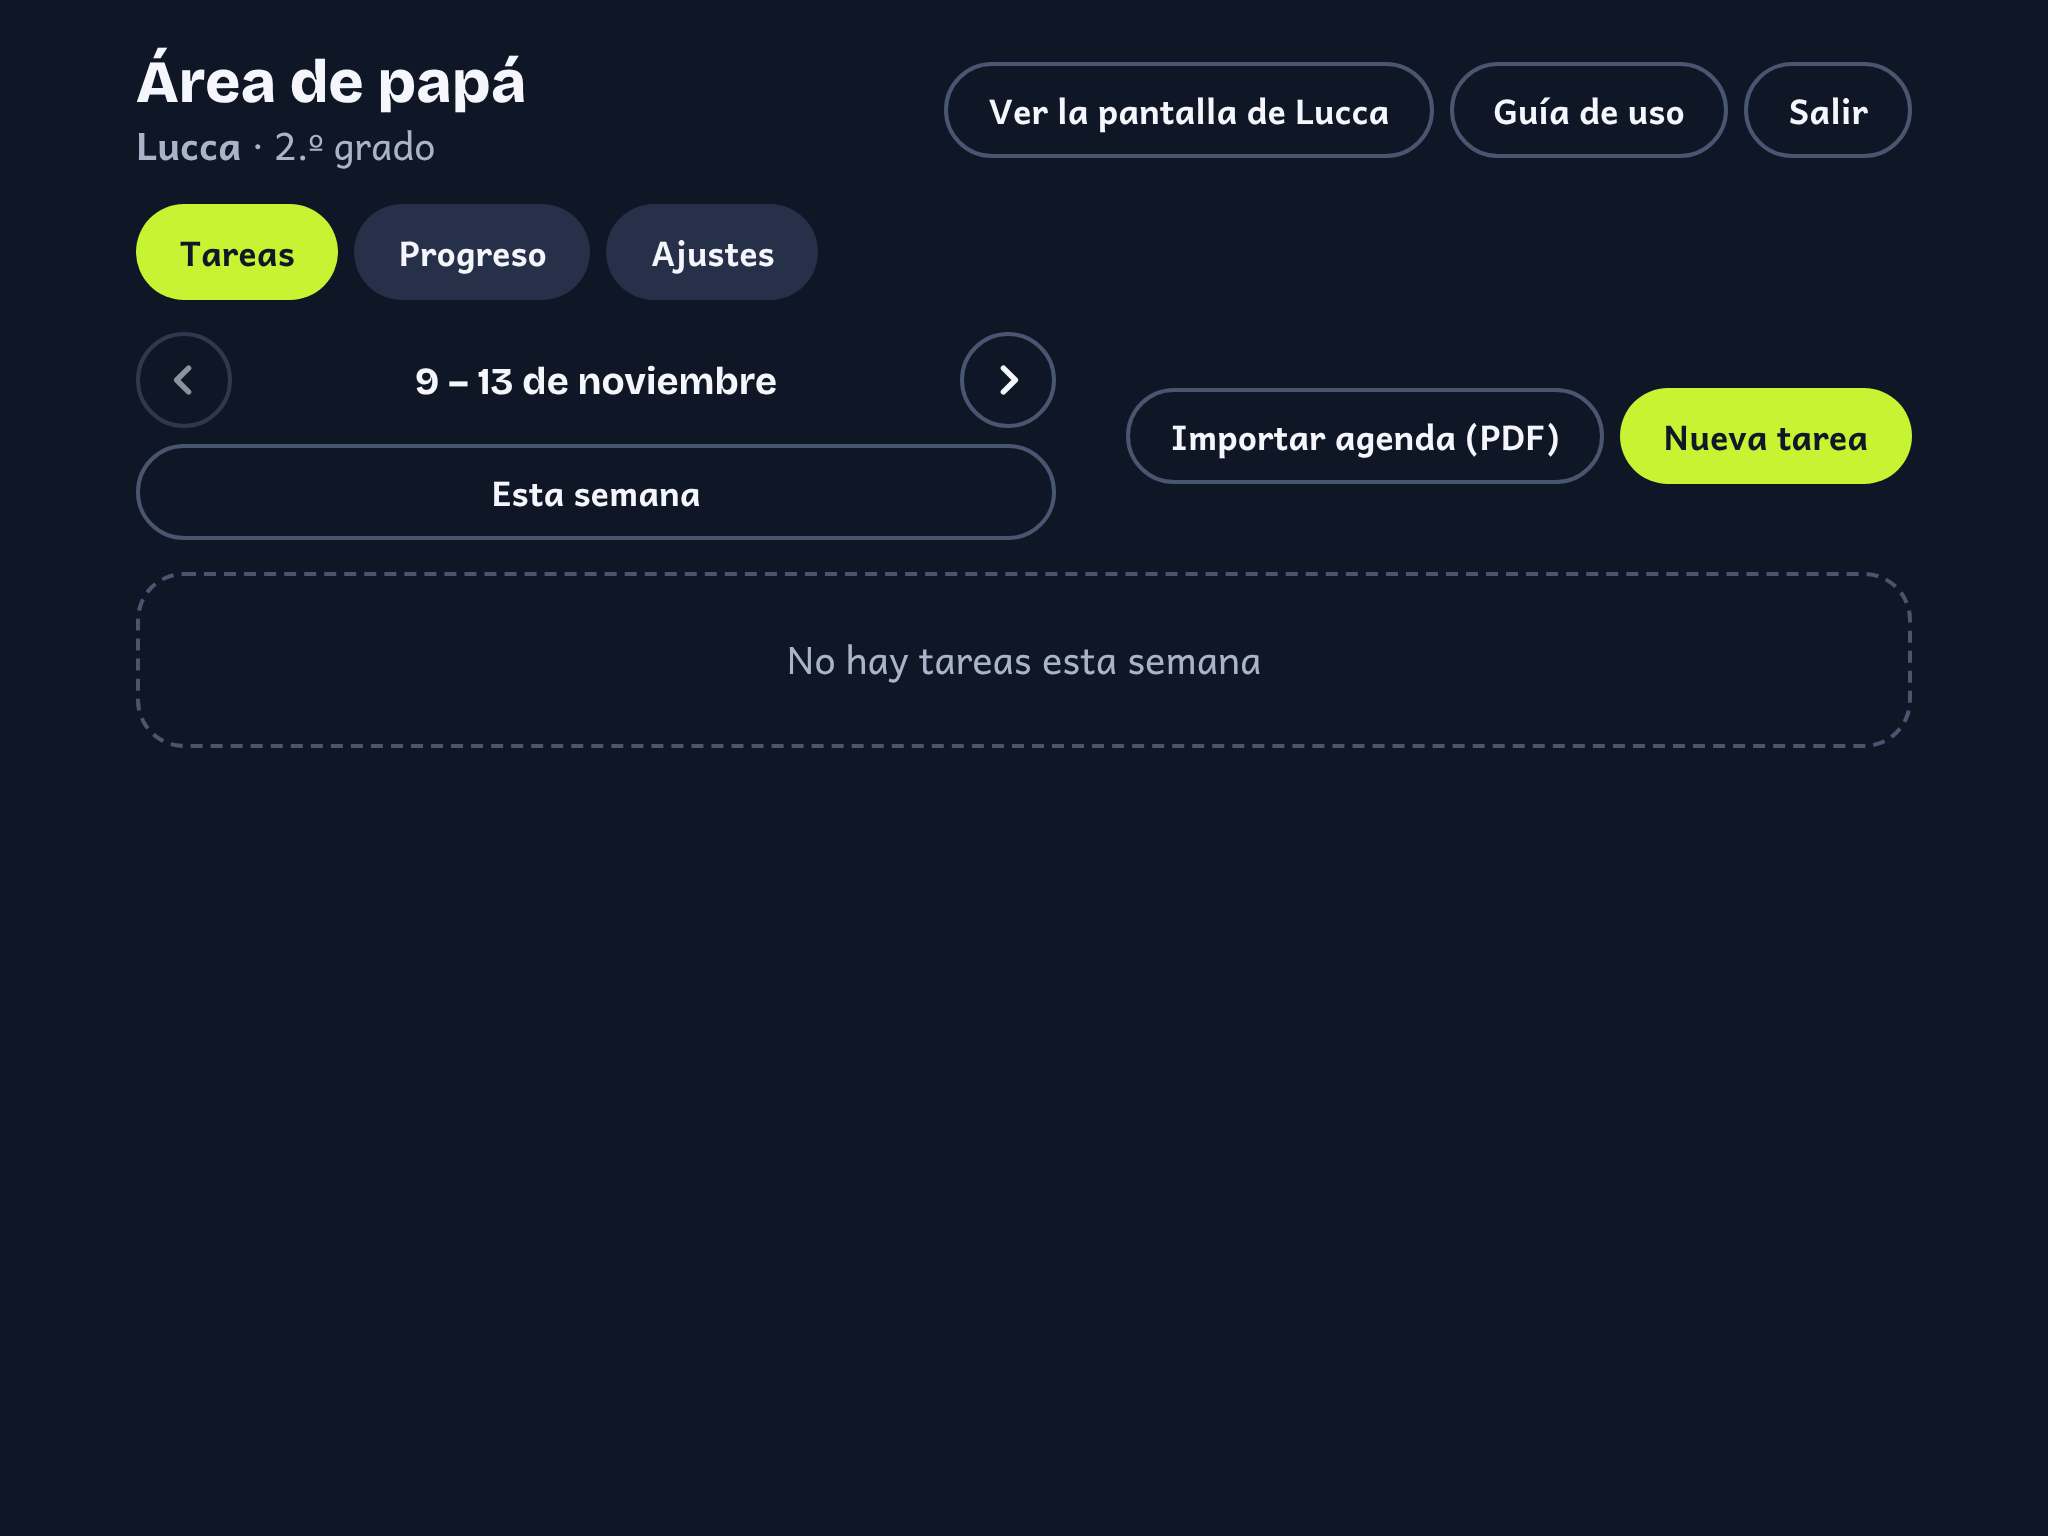 Área de papá
Lucca · 2.º grado
Ver la pantalla de Lucca
Guía de uso
Salir
Tareas
Progreso
Ajustes
9 – 13 de noviembre
Esta semana
Importar agenda (PDF)
Nueva tarea
No hay tareas esta semana